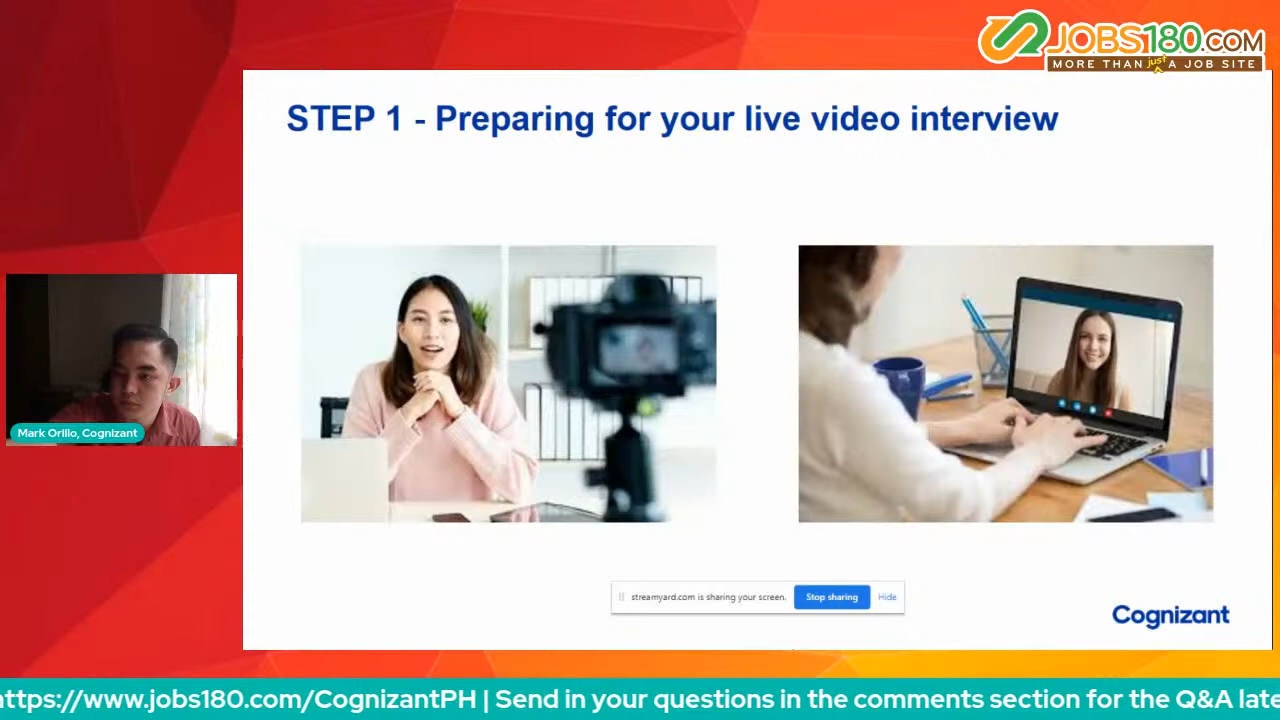 JOBS180.COM
MORE THAN just A JOB SITE
STEP 1 - Preparing for your live video interview
Mark Orillo, Cognizant
streamyard.com is sharing your screen.
Stop sharing
Hide
Cognizant
ttps://www.jobs180.com/CognizantPH | Send in your questions in the comments section for the Q&A late